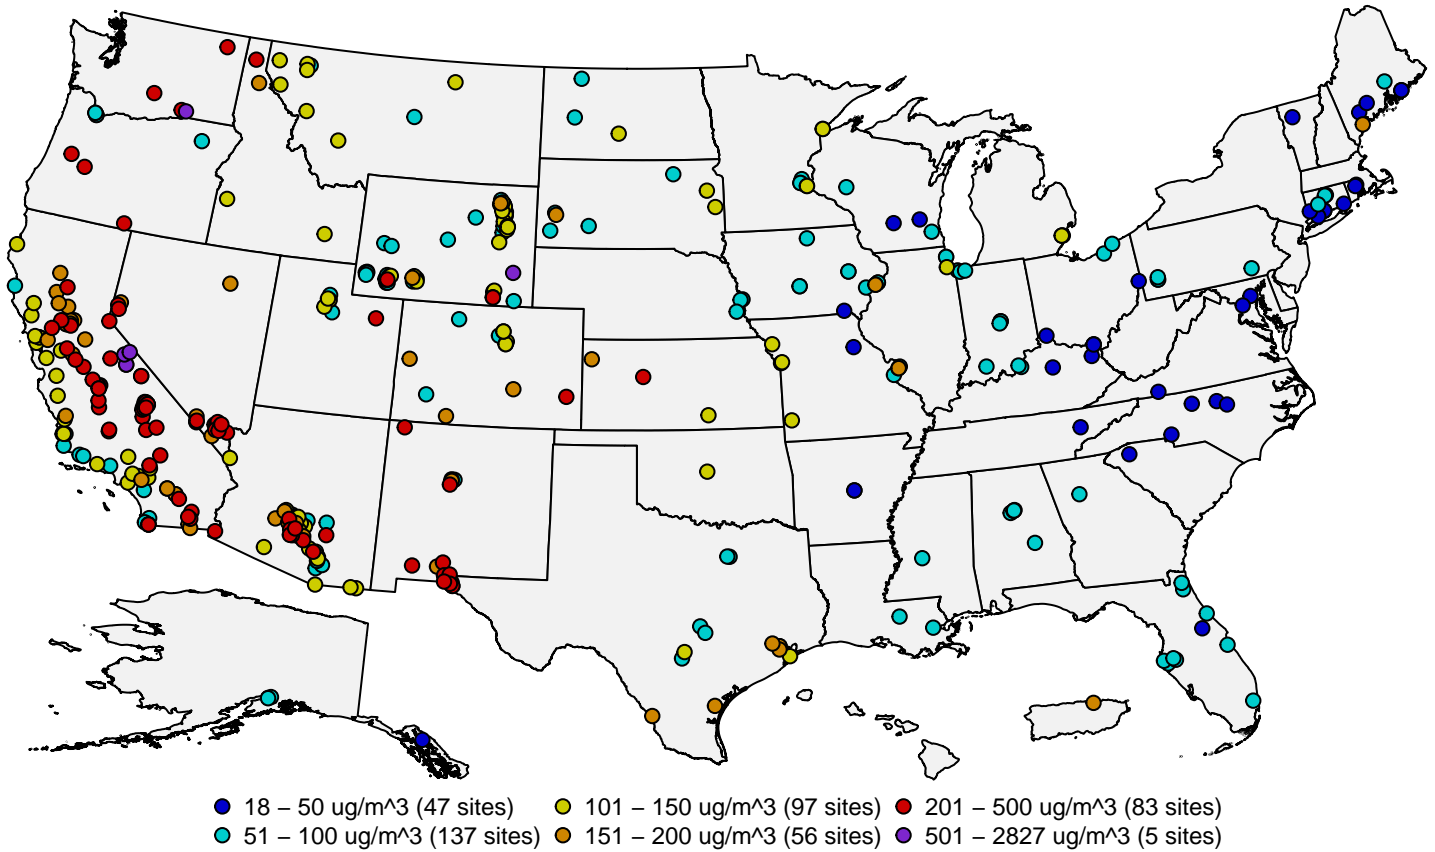 18 – 50 ug/m^3 (47 sites) 101 – 150 ug/m^3 (97 sites) 201 – 500 ug/m^3 (83 sites)
51 – 100 ug/m^3 (137 sites) 151 – 200 ug/m^3 (56 sites) 501 – 2827 ug/m^3 (5 sites)